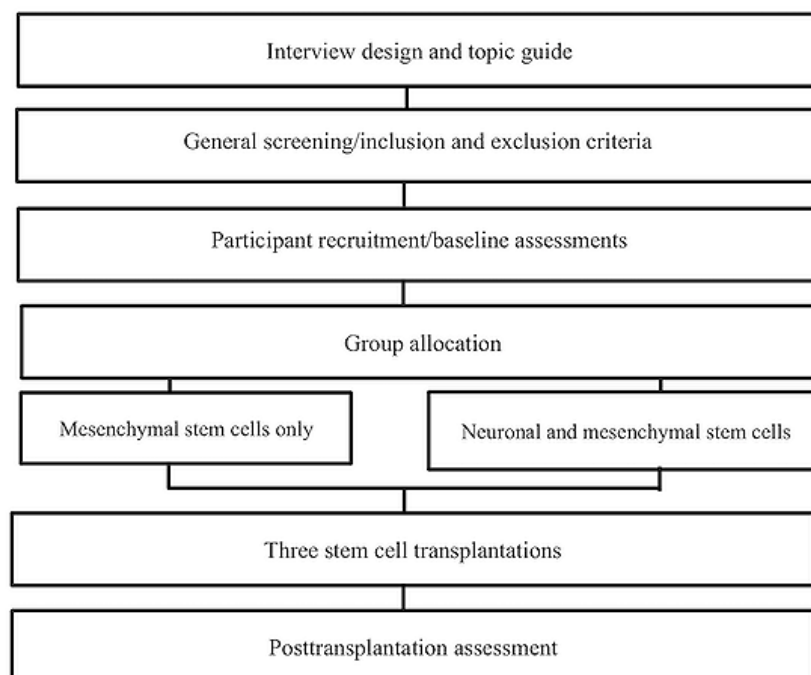 Interview design and topic guide
General screening/inclusion and exclusion criteria
Participant recruitment/baseline assessments
Group allocation
Mesenchymal stem cells only
Neuronal and mesenchymal stem cells
Three stem cell transplantations
Posttransplantation assessment